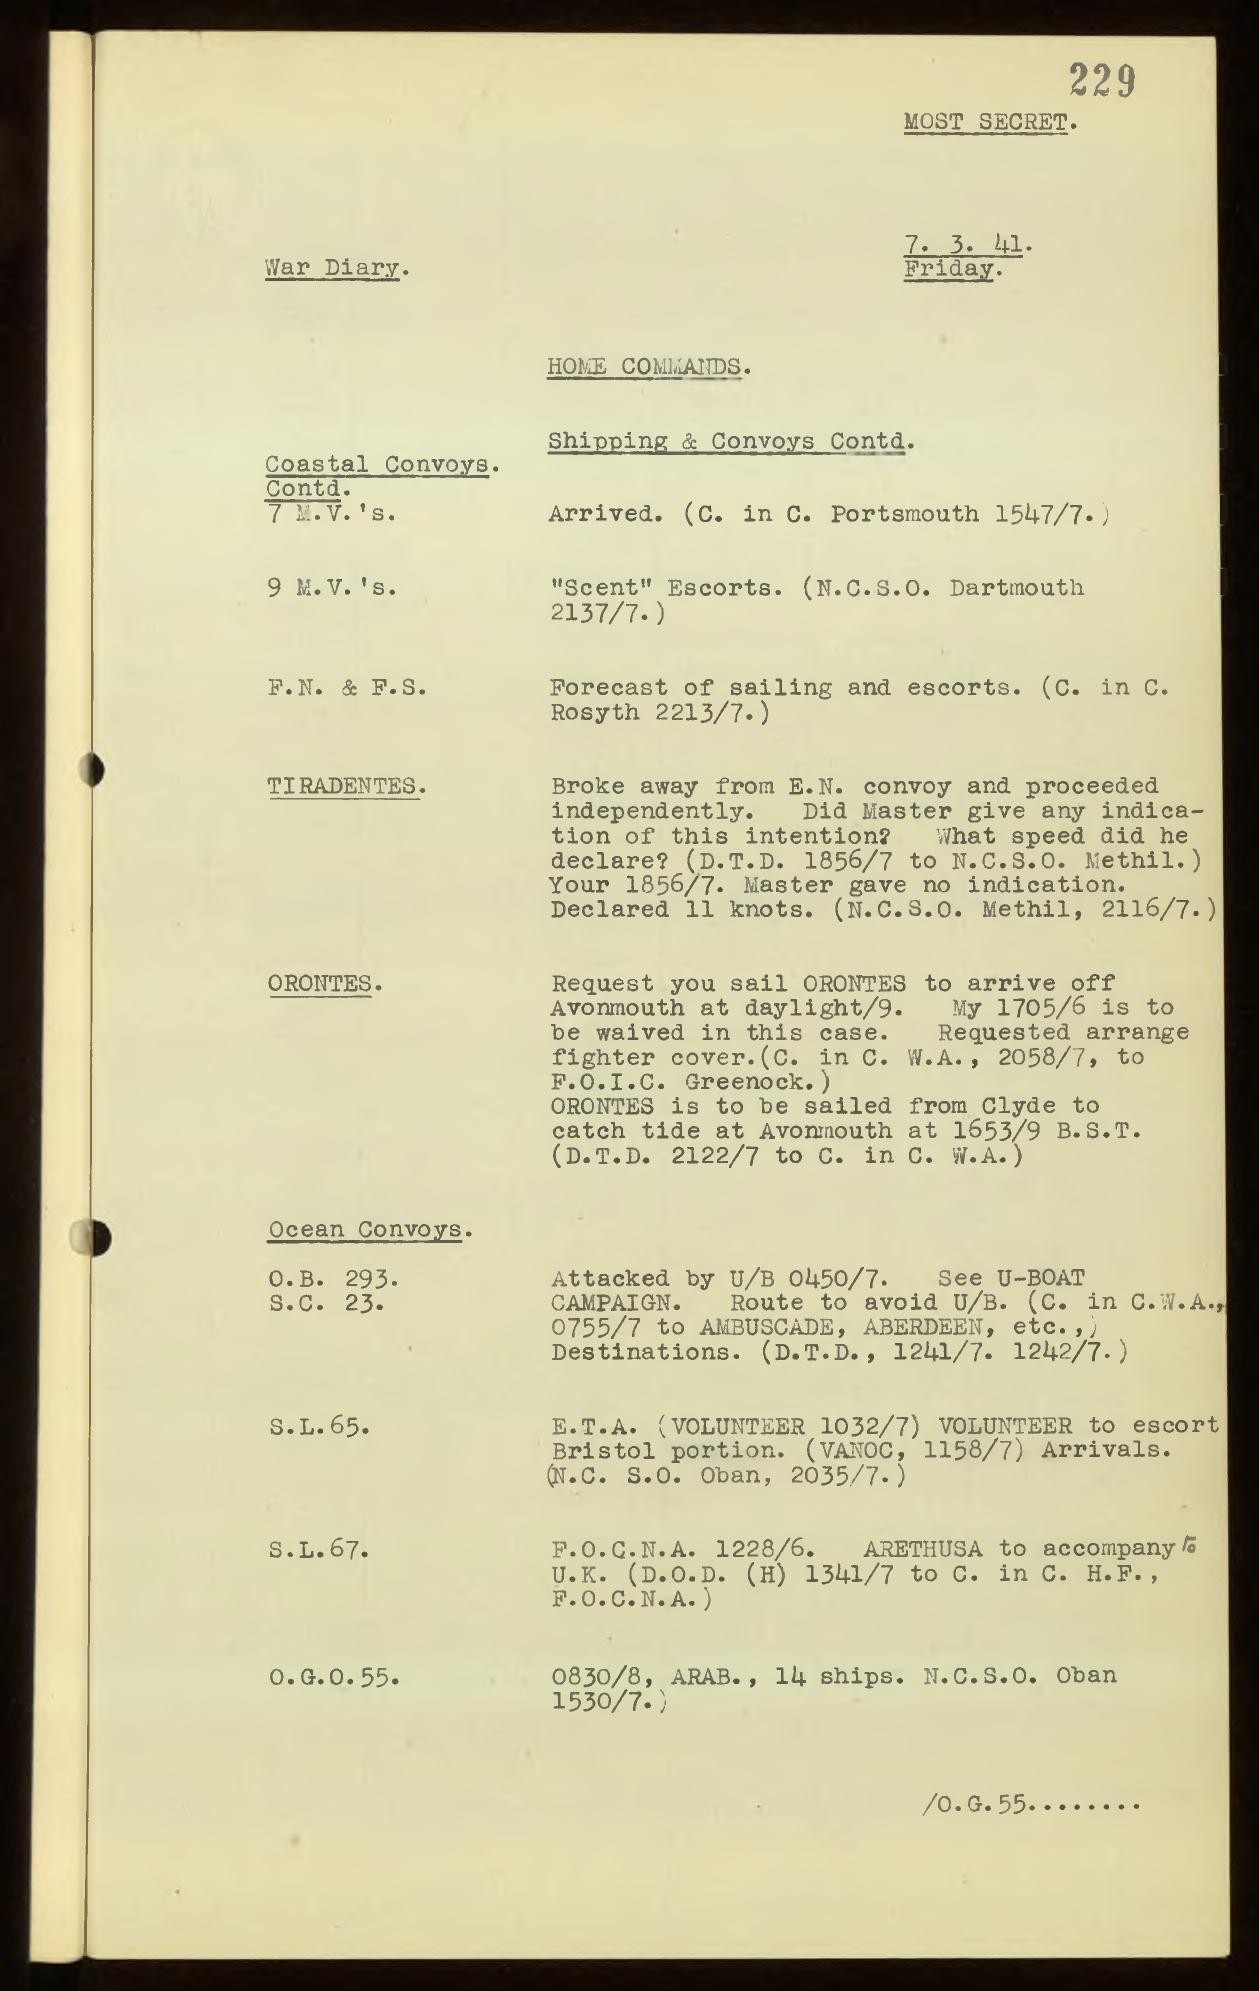 229
MOST SECRET.
7. 3. 41.
War Diary.
Friday.
HOME COMMANDS.
Shipping & Convoys Contd.
Coastal Convoys.
Contd.
7 M.V.'s.
Arrived. (C. in C. Portsmouth 1547/7.)
9 M.V.'s.
"Scent" Escorts. (N.C.S.O. Dartmouth
2137/7.)
F.N. & F.S.
Forecast of sailing and escorts. (C. in C.
Rosyth 2213/7.)
TIRADENTES.
Broke away from E.N. convoy and proceeded
independently. Did Master give any indica-
tion of this intention? What speed did he
declare? (D.T.D. 1856/7 to N.C.S.O. Methil.)
Your 1856/7. Master gave no indication.
Declared 11 knots. (N.C.S.O. Methil, 2116/7.)
ORONTES.
Request you sail ORONTES to arrive off
Avonmouth at daylight/9. My 1705/6 is to
be waived in this case. Requested arrange
fighter cover.(C. in C. W.A., 2058/7, to
F.O.I.C. Greenock.)
ORONTES is to be sailed from Clyde to
catch tide at Avonmouth at 1653/9 B.S.T.
(D.T.D. 2122/7 to C. in C. W.A.)
Ocean Convoys.
O.B. 293.
Attacked by U/B 0450/7. See U-BOAT
S.C. 23.
CAMPAIGN. Route to avoid U/B. (C. in C.W.A.,
0755/7 to AMBUSCADE, ABERDEEN, etc.,)
Destinations. (D.T.D., 1241/7. 1242/7.)
S.L.65.
E.T.A. (VOLUNTEER 1032/7) VOLUNTEER to escort
Bristol portion. (VANOC, 1158/7) Arrivals.
(N.C. S.O. Oban, 2035/7.)
S.L.67.
F.O.C.N.A. 1228/6. ARETHUSA to accompany to
U.K. (D.O.D. (H) 1341/7 to C. in C. H.F.,
F.O.C.N.A.)
O.G.O.55.
0830/8, ARAB., 14 ships. N.C.S.O. Oban
1530/7.)
/O.G.55........